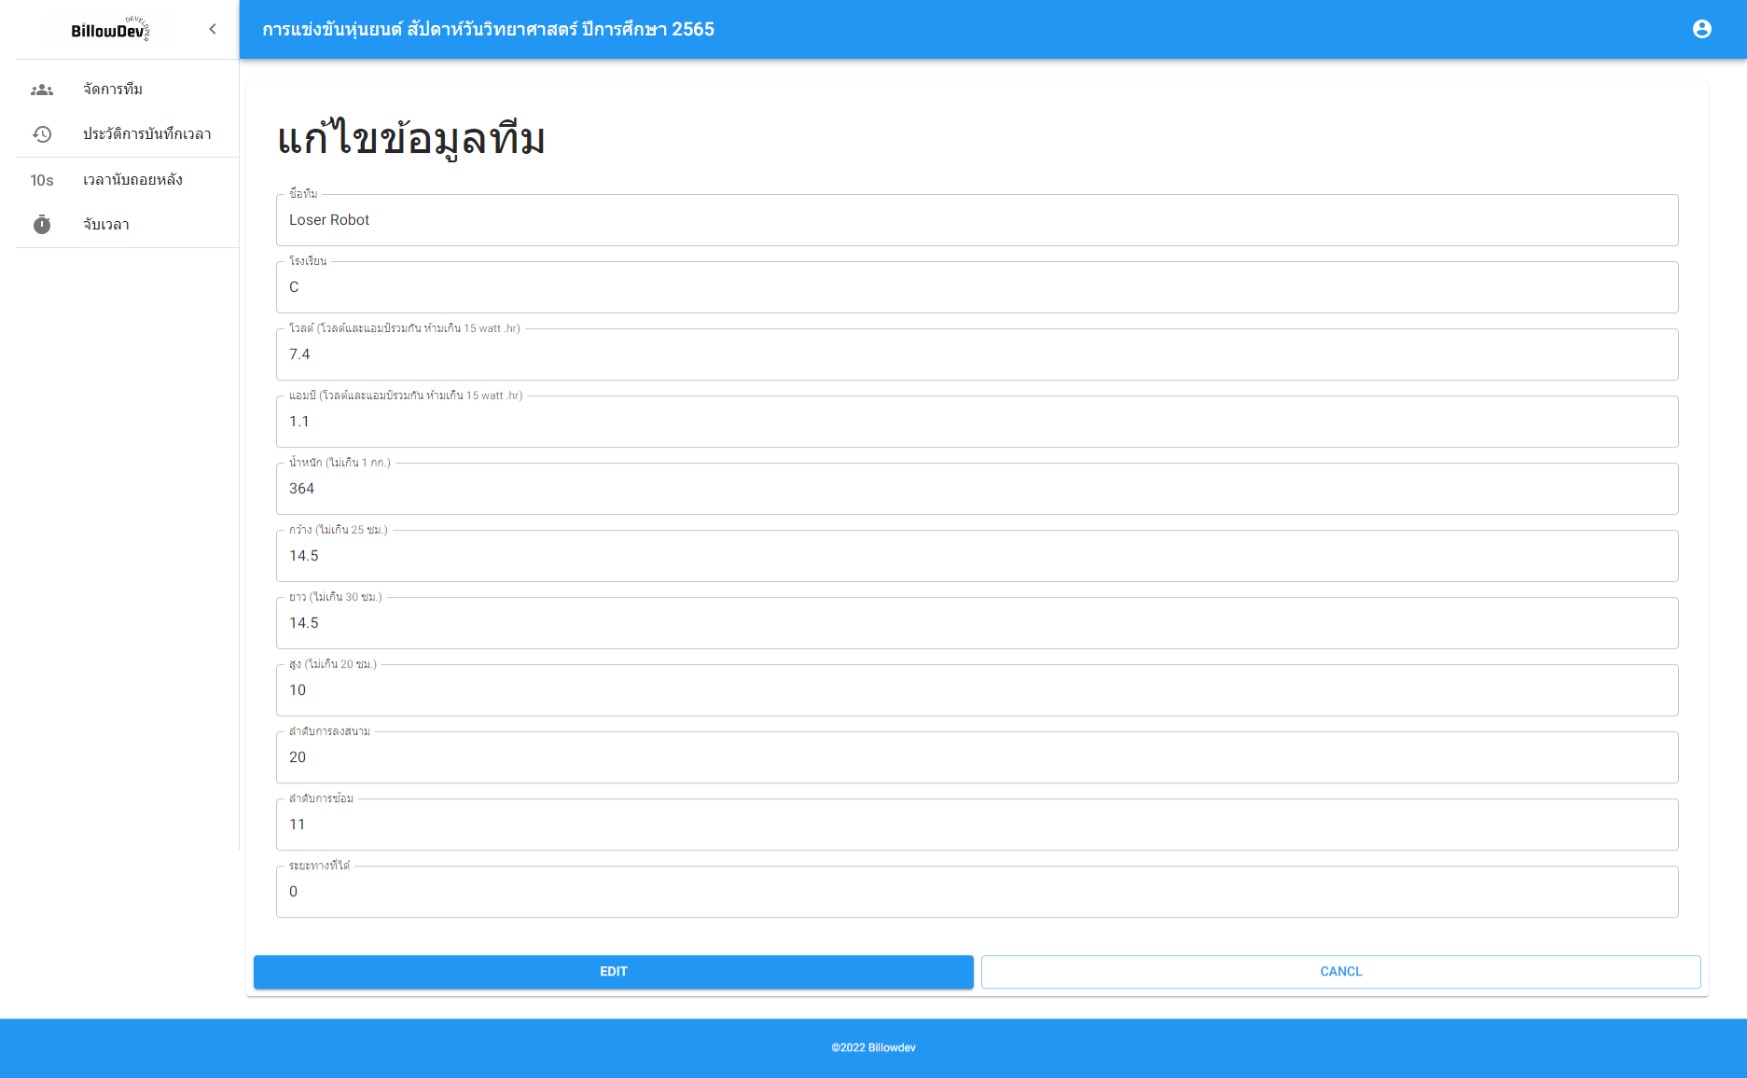 BillowDev
DEVELOPER
การแข่งขันหุ่นยนต์ สัปดาห์วันวิทยาศาสตร์ ปีการศึกษา 2565
จัดการทีม
ประวัติการบันทึกเวลา
10s เวลานับถอยหลัง
จับเวลา
แก้ไขข้อมูลทีม
ชื่อทีม
Loser Robot
โรงเรียน
C
โวลต์ (โวลต์และแอมป์รวมกัน ห้ามเกิน 15 watt .hr)
7.4
แอมป์ (โวลต์และแอมป์รวมกัน ห้ามเกิน 15 watt .hr)
1.1
น้ำหนัก (ไม่เกิน 1 กก.)
364
กว้าง (ไม่เกิน 25 ซม.)
14.5
ยาว (ไม่เกิน 30 ซม.)
14.5
สูง (ไม่เกิน 20 ซม.)
10
ลำดับการลงสนาม
20
ลำดับการซ้อม
11
ระยะทางที่ได้
0
EDIT
CANCL
©2022 Billowdev